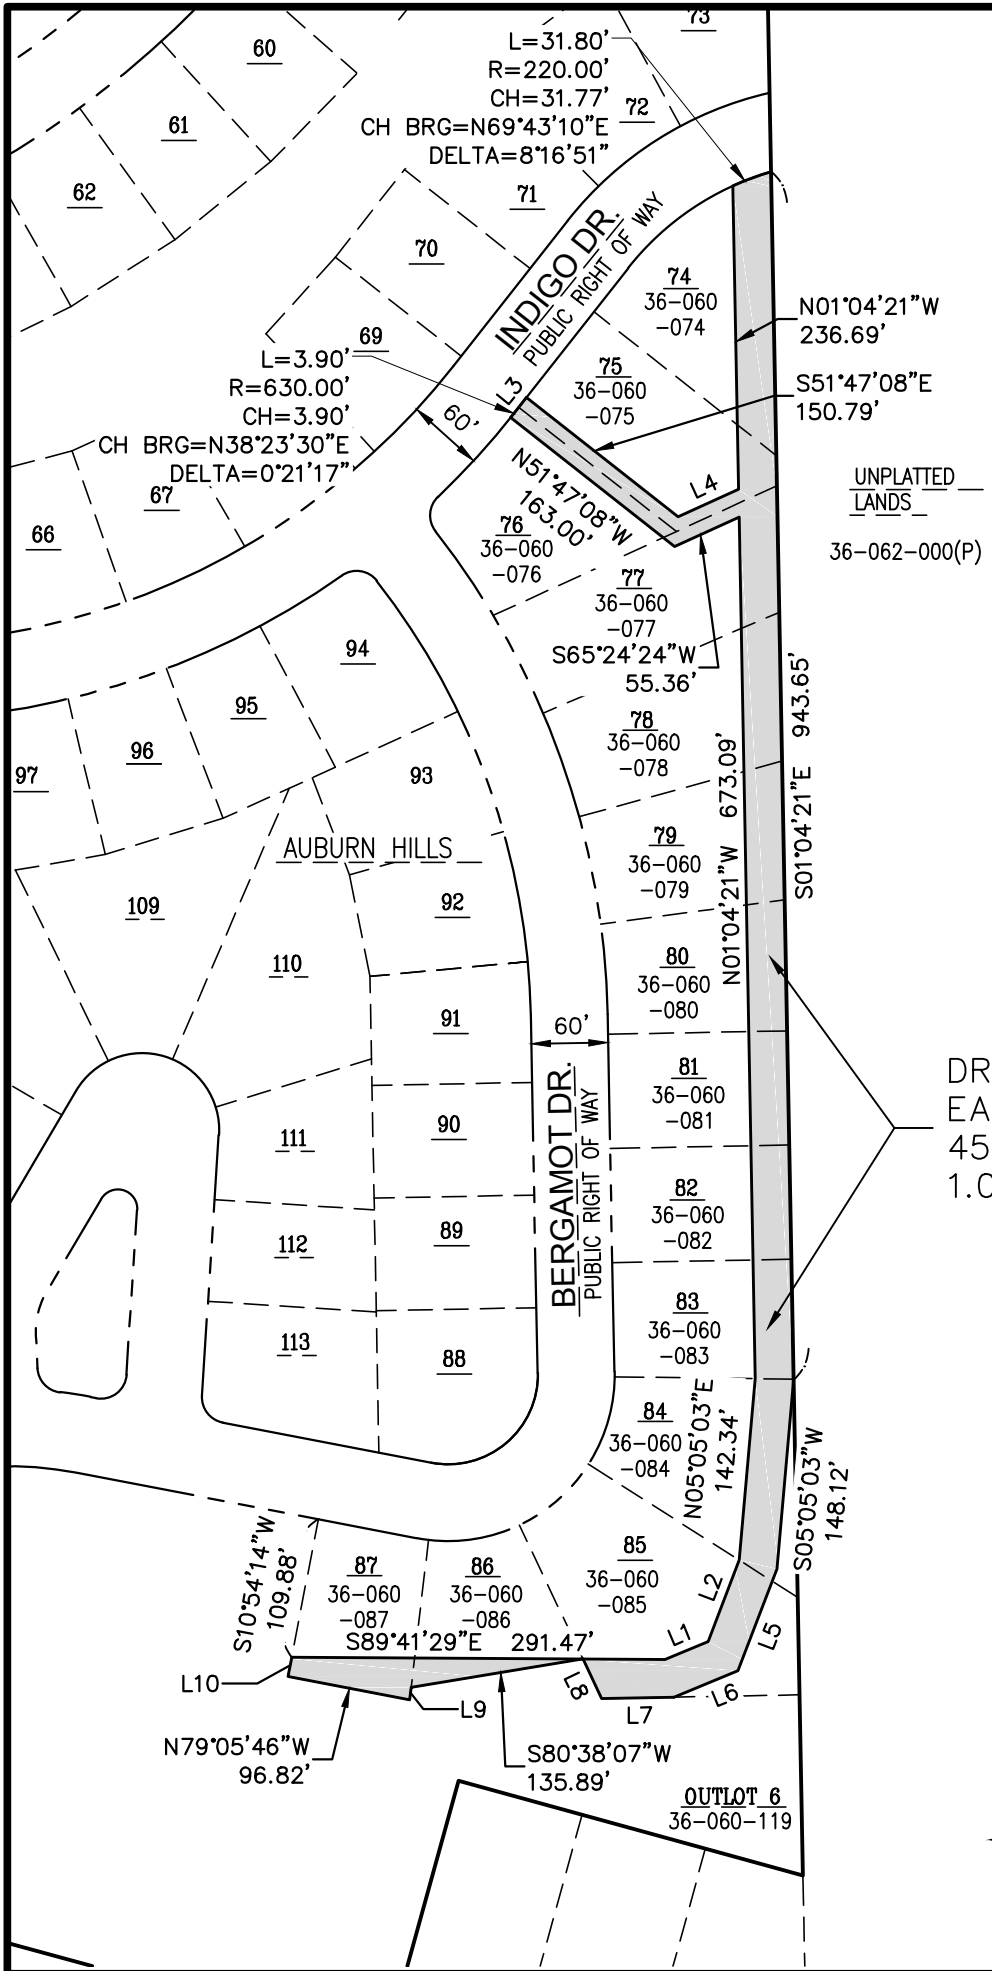 73
60
L=31.80'
R=220.00'
CH=31.77'
CH BRG=N69°43'10"E
DELTA=8°16'51"
72
61
62
71
70
INDIGO DR.
PUBLIC RIGHT OF WAY
74
36-060
-074
N01°04'21"W
236.69'
69
L=3.90'
R=630.00'
CH=3.90'
CH BRG=N38°23'30"E
DELTA=0°21'17"
L3
60'
75
36-060
-075
S51°47'08"E
150.79'
N51°47'08"W
163.00'
L4
UNPLATTED
LANDS
36-062-000(P)
67
66
76
36-060
-076
77
36-060
-077
S65°24'24"W
55.36'
94
95
96
97
93
78
36-060
-078
N01°04'21"W 673.09'
S01°04'21"E 943.65'
AUBURN HILLS
79
36-060
-079
109
92
110
80
36-060
-080
91
60'
BERGAMOT DR.
PUBLIC RIGHT OF WAY
81
36-060
-081
DR
EA
45
1.0
111
90
82
36-060
-082
112
89
83
36-060
-083
113
88
84
36-060
-084
N05°05'03"E
142.34'
S05°05'03"W
148.12'
S10°54'14"W
109.88'
87
36-060
-087
86
36-060
-086
85
36-060
-085
L2
L1
L5
S89°41'29"E 291.47'
L10
L9
L8
L7
L6
N79°05'46"W
96.82'
S80°38'07"W
135.89'
OUTLOT 6
36-060-119